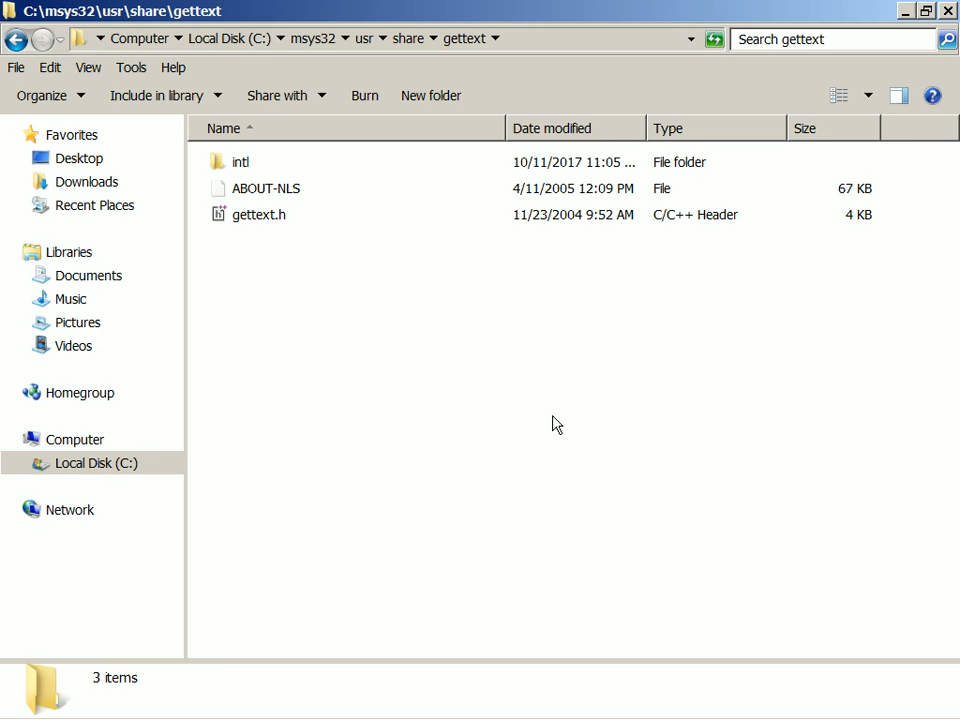 C:\msys32\usr\share\gettext
Computer Local Disk (C:) msys32 usr share gettext Search gettext
File Edit View Tools Help
Organize Include in library Share with Burn New folder
Name Date modified Type Size
Favorites
Desktop
Downloads
Recent Places
Libraries
Documents
Music
Pictures
Videos
Homegroup
Computer
Local Disk (C:)
Network
intl 10/11/2017 11:05 ... File folder
ABOUT-NLS 4/11/2005 12:09 PM File 67 KB
gettext.h 11/23/2004 9:52 AM C/C++ Header 4 KB
3 items